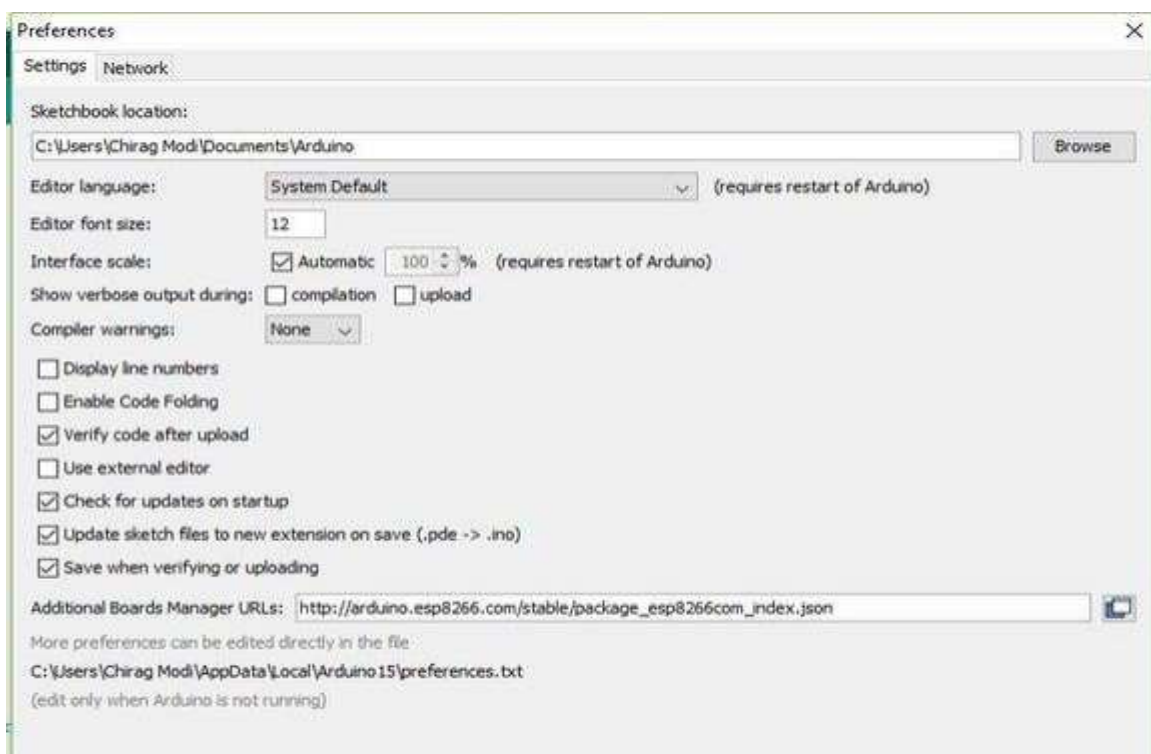 Preferences
Settings Network
Sketchbook location:
C:\Users\Chirag Modi\Documents\Arduino Browse
Editor language: System Default (requires restart of Arduino)
Editor font size: 12
Interface scale: Automatic 100 % (requires restart of Arduino)
Show verbose output during: compilation upload
Compiler warnings: None
Display line numbers
Enable Code Folding
Verify code after upload
Use external editor
Check for updates on startup
Update sketch files to new extension on save (.pde -> .ino)
Save when verifying or uploading
Additional Boards Manager URLs: http://arduino.esp8266.com/stable/package_esp8266com_index.json
More preferences can be edited directly in the file
C:\Users\Chirag Modi\AppData\Local\Arduino15\preferences.txt
(edit only when Arduino is not running)